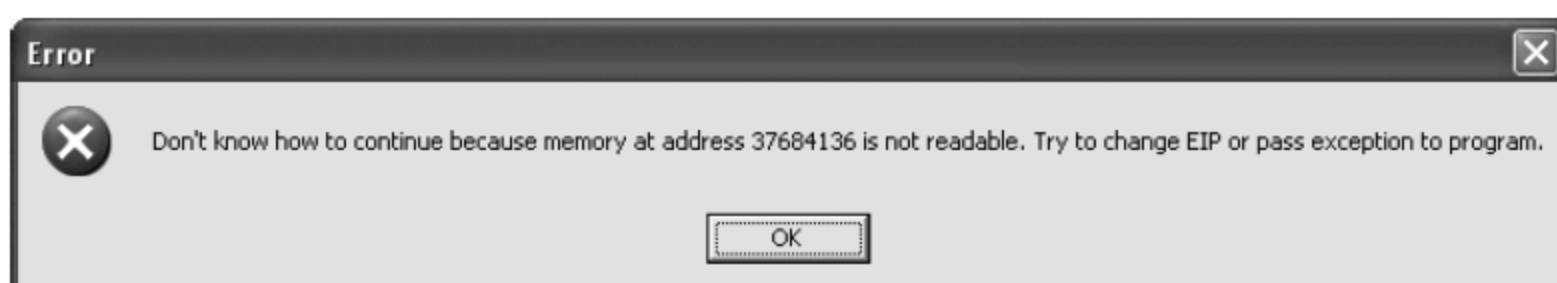 Error
Don't know how to continue because memory at address 37684136 is not readable. Try to change EIP or pass exception to program.
OK